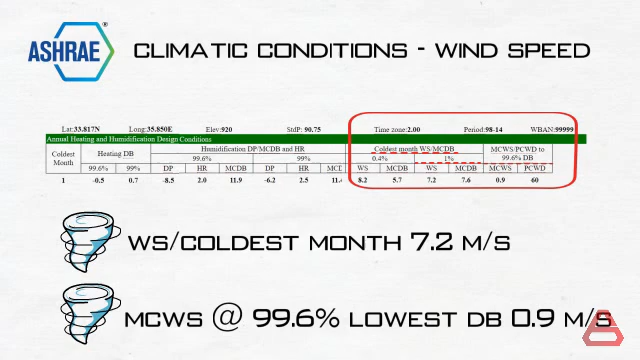 ASHRAE
CLIMATIC CONDITIONS - WIND SPEED
Lat:33.817N Long:35.850E Elev:920 StdP: 90.75 Time zone:2.00 Period:98-14 WBAN:99999
Annual Heating and Humidification Design Conditions
Coldest Month Heating DB Humidification DP/MCDB and HR Coldest month WS/MCDB MCWS/PCWD to 99.6% DB
99.6% 99% 0.4% 1%
99.6% 99% DP HR MCDB DP HR MCDB WS MCDB WS MCDB MCWS PCWD
1 -0.5 0.7 -8.5 2.0 11.9 -6.2 2.5 8.2 5.7 7.2 7.6 0.9 60
WS/COLDEST MONTH 7.2 M/S
MCWS @ 99.6% LOWEST DB 0.9 M/S